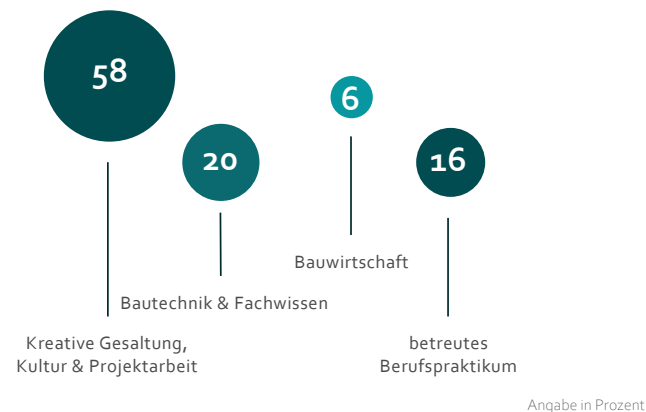 58
20
6
16
Bauwirtschaft
Bautechnik & Fachwissen
Kreative Gesaltung,
Kultur & Projektarbeit
betreutes
Berufspraktikum
Angabe in Prozent